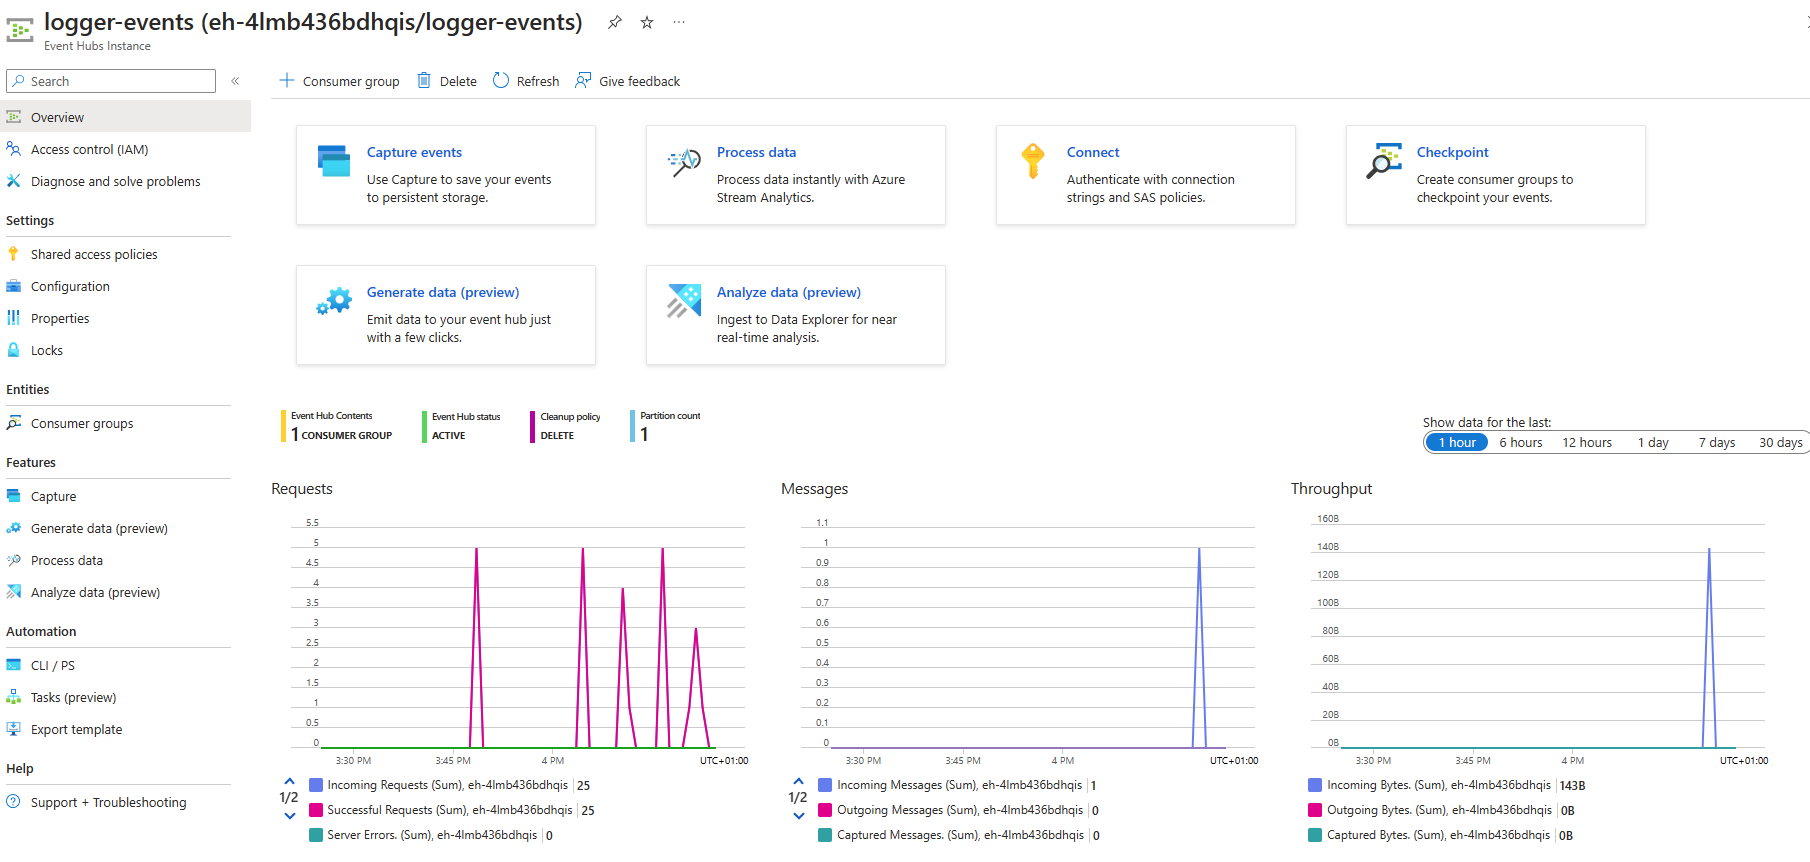 logger-events (eh-4lmb436bdhqis/logger-events)
Event Hubs Instance
Search
«
Overview
Access control (IAM)
Diagnose and solve problems
Settings
Shared access policies
Configuration
Properties
Locks
Entities
Consumer groups
Features
Capture
Generate data (preview)
Process data
Analyze data (preview)
Automation
CLI / PS
Tasks (preview)
Export template
Help
Support + Troubleshooting
Consumer group
Delete
Refresh
Give feedback
Capture events
Use Capture to save your events
to persistent storage.
Process data
Process data instantly with Azure
Stream Analytics.
Connect
Authenticate with connection
strings and SAS policies.
Checkpoint
Create consumer groups to
checkpoint your events.
Generate data (preview)
Emit data to your event hub just
with a few clicks.
Analyze data (preview)
Ingest to Data Explorer for near
real-time analysis.
Event Hub Contents
1 CONSUMER GROUP
Event Hub status
ACTIVE
Cleanup policy
DELETE
Partition count
1
Show data for the last:
1 hour 6 hours 12 hours 1 day 7 days 30 days
Requests
5.5
5
4.5
4
3.5
3
2.5
2
1.5
1
0.5
0
3:30 PM 3:45 PM 4 PM UTC+01:00
1/2
Incoming Requests (Sum), eh-4lmb436bdhqis 25
Successful Requests (Sum), eh-4lmb436bdhqis 25
Server Errors. (Sum), eh-4lmb436bdhqis 0
Messages
1.1
1
0.9
0.8
0.7
0.6
0.5
0.4
0.3
0.2
0.1
0
3:30 PM 3:45 PM 4 PM UTC+01:00
1/2
Incoming Messages (Sum), eh-4lmb436bdhqis 1
Outgoing Messages (Sum), eh-4lmb436bdhqis 0
Captured Messages. (Sum), eh-4lmb436bdhqis 0
Throughput
160B
140B
120B
100B
80B
60B
40B
20B
0B
3:30 PM 3:45 PM 4 PM UTC+01:00
Incoming Bytes. (Sum), eh-4lmb436bdhqis 143B
Outgoing Bytes. (Sum), eh-4lmb436bdhqis 0B
Captured Bytes. (Sum), eh-4lmb436bdhqis 0B